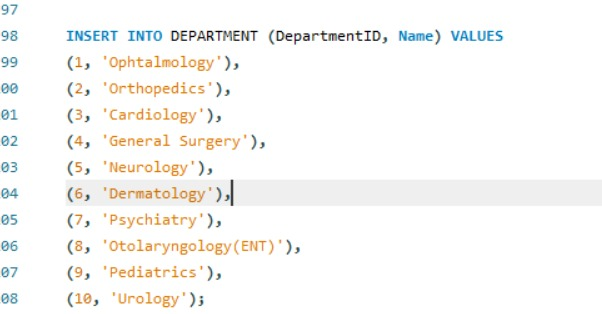 97
98 INSERT INTO DEPARTMENT (DepartmentID, Name) VALUES
99 (1, 'Ophtalmology'),
00 (2, 'Orthopedics'),
01 (3, 'Cardiology'),
02 (4, 'General Surgery'),
03 (5, 'Neurology'),
04 (6, 'Dermatology'),
05 (7, 'Psychiatry'),
06 (8, 'Otolaryngology(ENT)'),
07 (9, 'Pediatrics'),
08 (10, 'Urology');